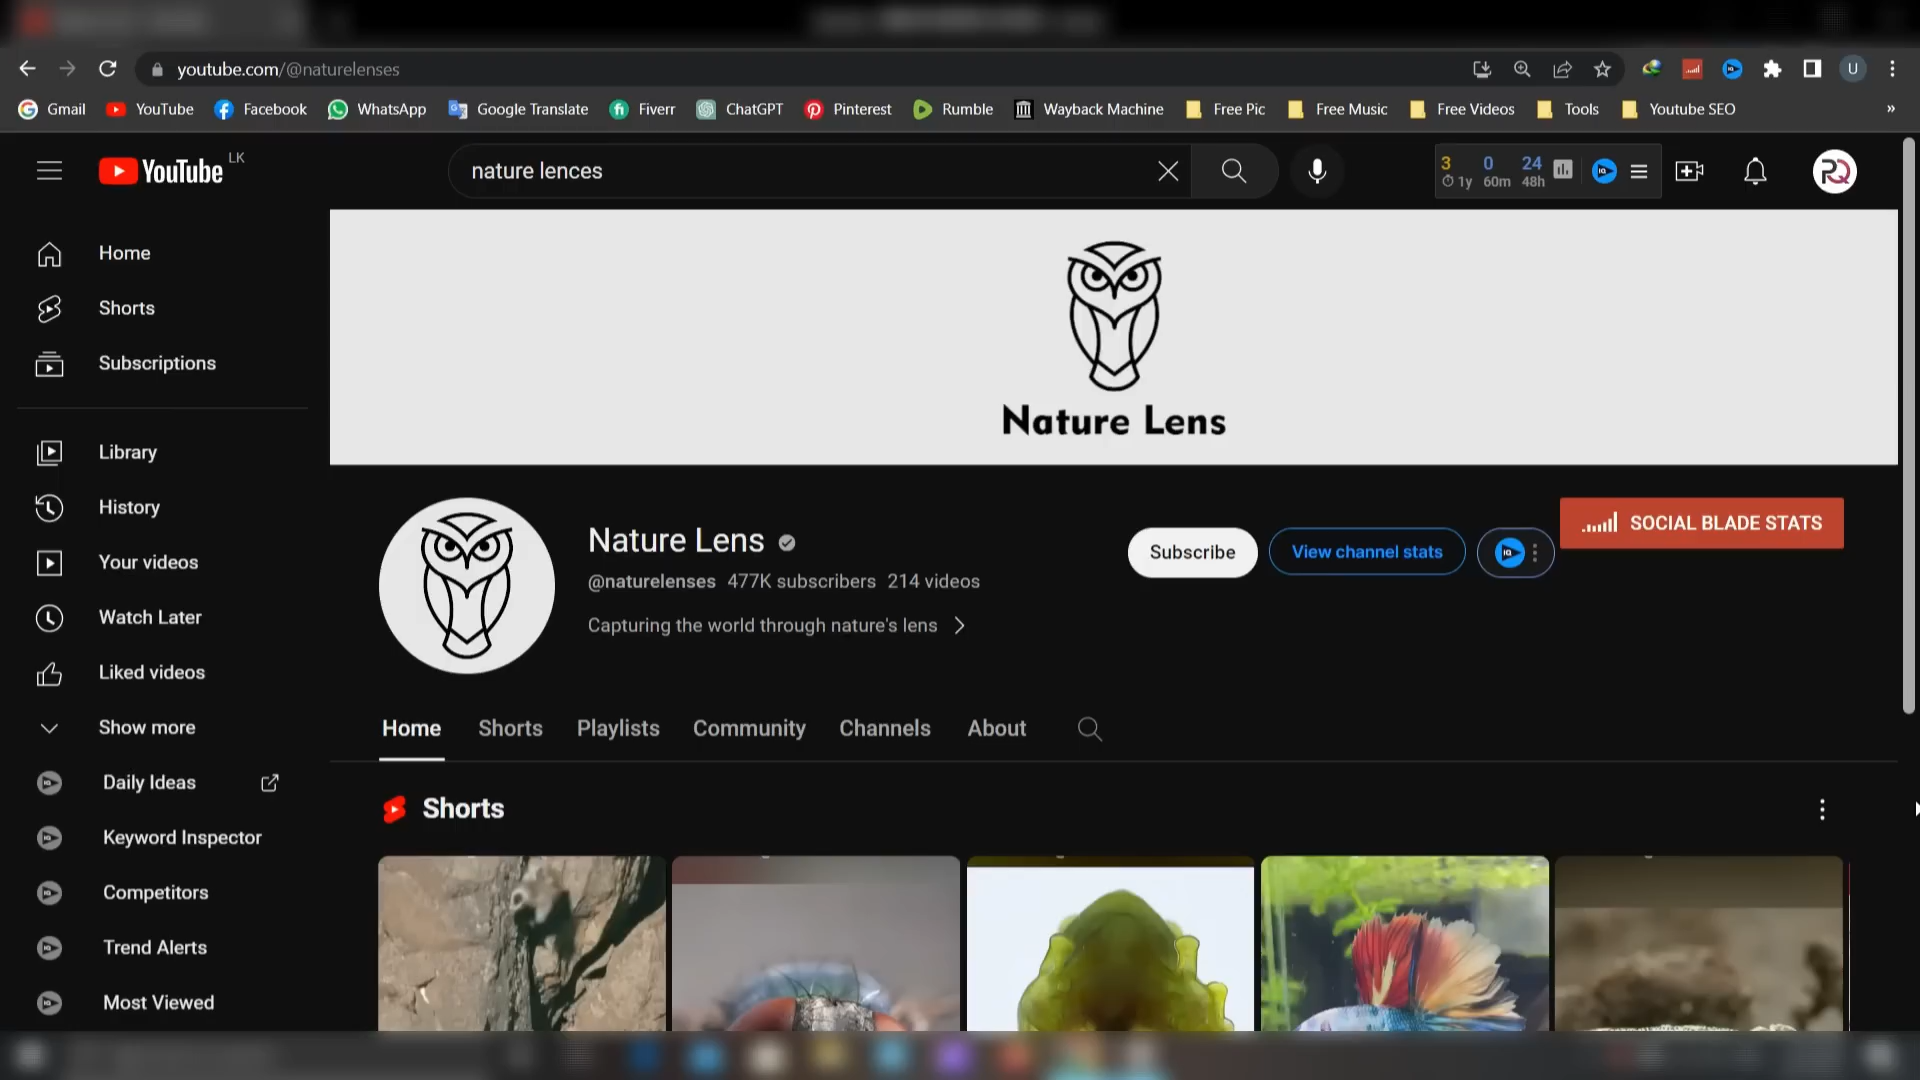 youtube.com/@naturelenses
U
Gmail YouTube Facebook WhatsApp Google Translate Fiverr ChatGPT Pinterest Rumble Wayback Machine Free Pic Free Music Free Videos Tools Youtube SEO »
YouTube LK
nature lences
3 0 24
1y 60m 48h
Home
Shorts
Subscriptions
Library
History
Your videos
Watch Later
Liked videos
Show more
Daily Ideas
Keyword Inspector
Competitors
Trend Alerts
Most Viewed
Nature Lens
Nature Lens
@naturelenses 477K subscribers 214 videos
Capturing the world through nature's lens
Subscribe
View channel stats
SOCIAL BLADE STATS
Home Shorts Playlists Community Channels About
Shorts